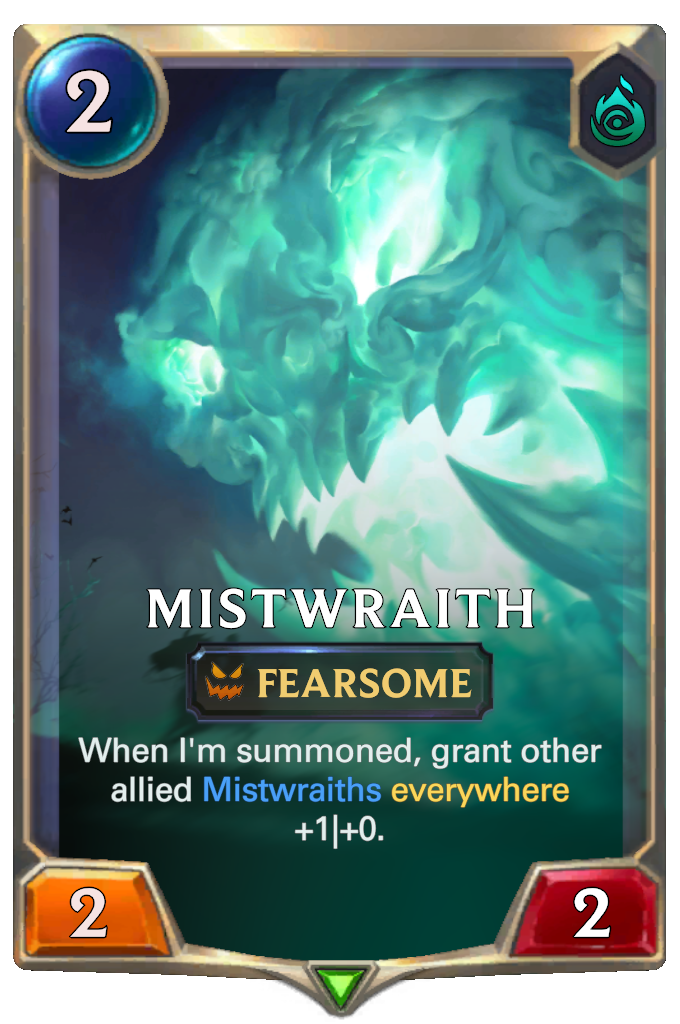 2
MISTWRAITH
FEARSOME
When I'm summoned, grant other
allied Mistwraiths everywhere
+1|+0.
2
2